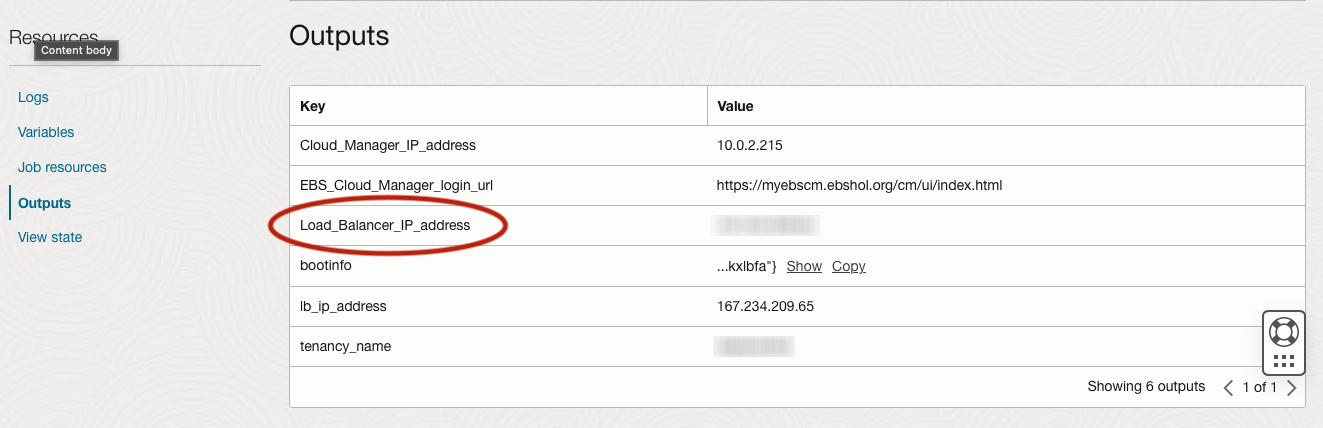 Resources
Content body
Logs
Variables
Job resources
Outputs
View state
Outputs
Key Value
Cloud_Manager_IP_address 10.0.2.215
EBS_Cloud_Manager_login_url https://myebscm.ebshol.org/cm/ui/index.html
Load_Balancer_IP_address
bootinfo ...kxlbfa"} Show Copy
lb_ip_address 167.234.209.65
tenancy_name
Showing 6 outputs 1 of 1